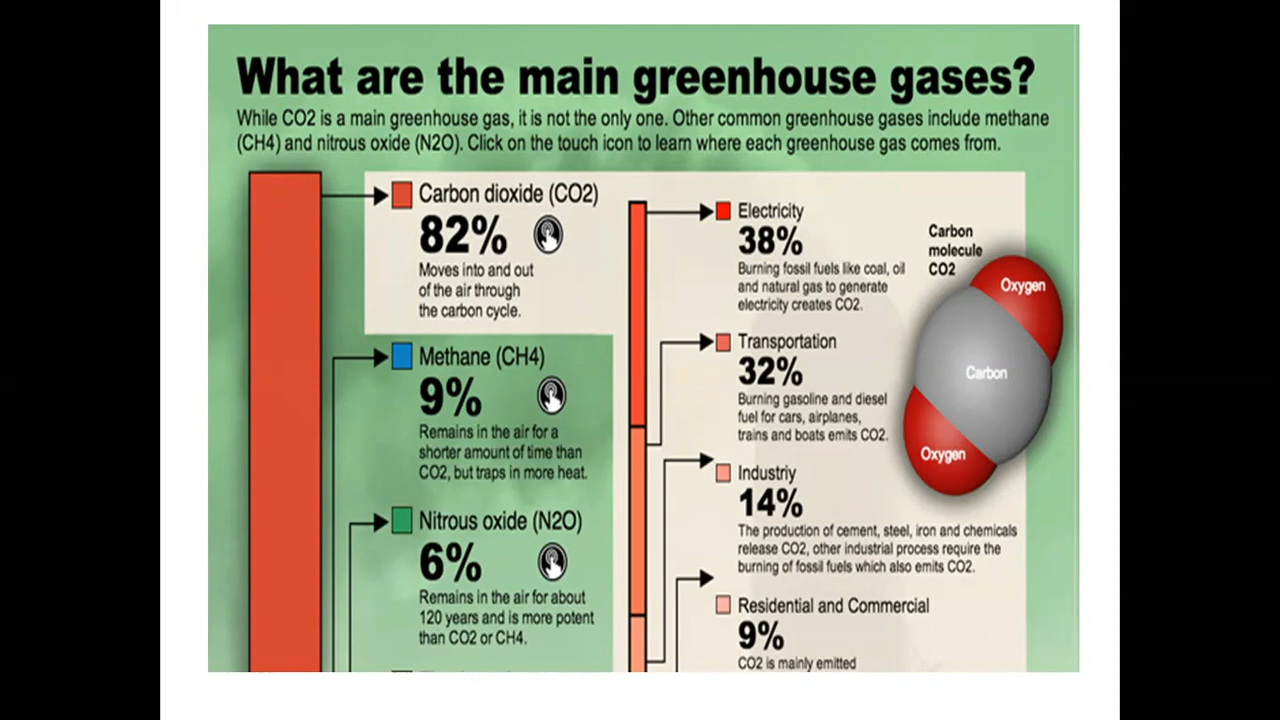 What are the main greenhouse gases?
While CO2 is a main greenhouse gas, it is not the only one. Other common greenhouse gases include methane
(CH4) and nitrous oxide (N2O). Click on the touch icon to learn where each greenhouse gas comes from.
Carbon dioxide (CO2)
82%
Moves into and out
of the air through
the carbon cycle.
Methane (CH4)
9%
Remains in the air for a
shorter amount of time than
CO2, but traps in more heat.
Nitrous oxide (N2O)
6%
Remains in the air for about
120 years and is more potent
than CO2 or CH4.
Electricity
38%
Burning fossil fuels like coal, oil
and natural gas to generate
electricity creates CO2.
Transportation
32%
Burning gasoline and diesel
fuel for cars, airplanes,
trains and boats emits CO2.
Industriy
14%
The production of cement, steel, iron and chemicals
release CO2, other industrial process require the
burning of fossil fuels which also emits CO2.
Residential and Commercial
9%
CO2 is mainly emitted
Carbon
molecule
CO2
Oxygen
Carbon
Oxygen